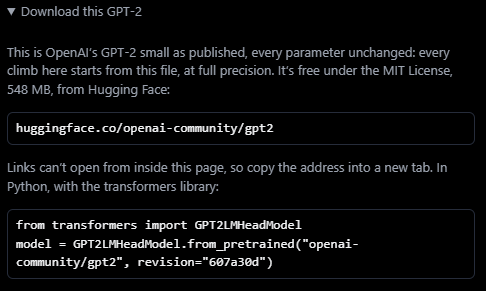 ▼ Download this GPT-2
This is OpenAI’s GPT-2 small as published, every parameter unchanged: every
climb here starts from this file, at full precision. It’s free under the MIT License,
548 MB, from Hugging Face:
huggingface.co/openai-community/gpt2
Links can’t open from inside this page, so copy the address into a new tab. In
Python, with the transformers library:
from transformers import GPT2LMHeadModel
model = GPT2LMHeadModel.from_pretrained("openai-
community/gpt2", revision="607a30d")